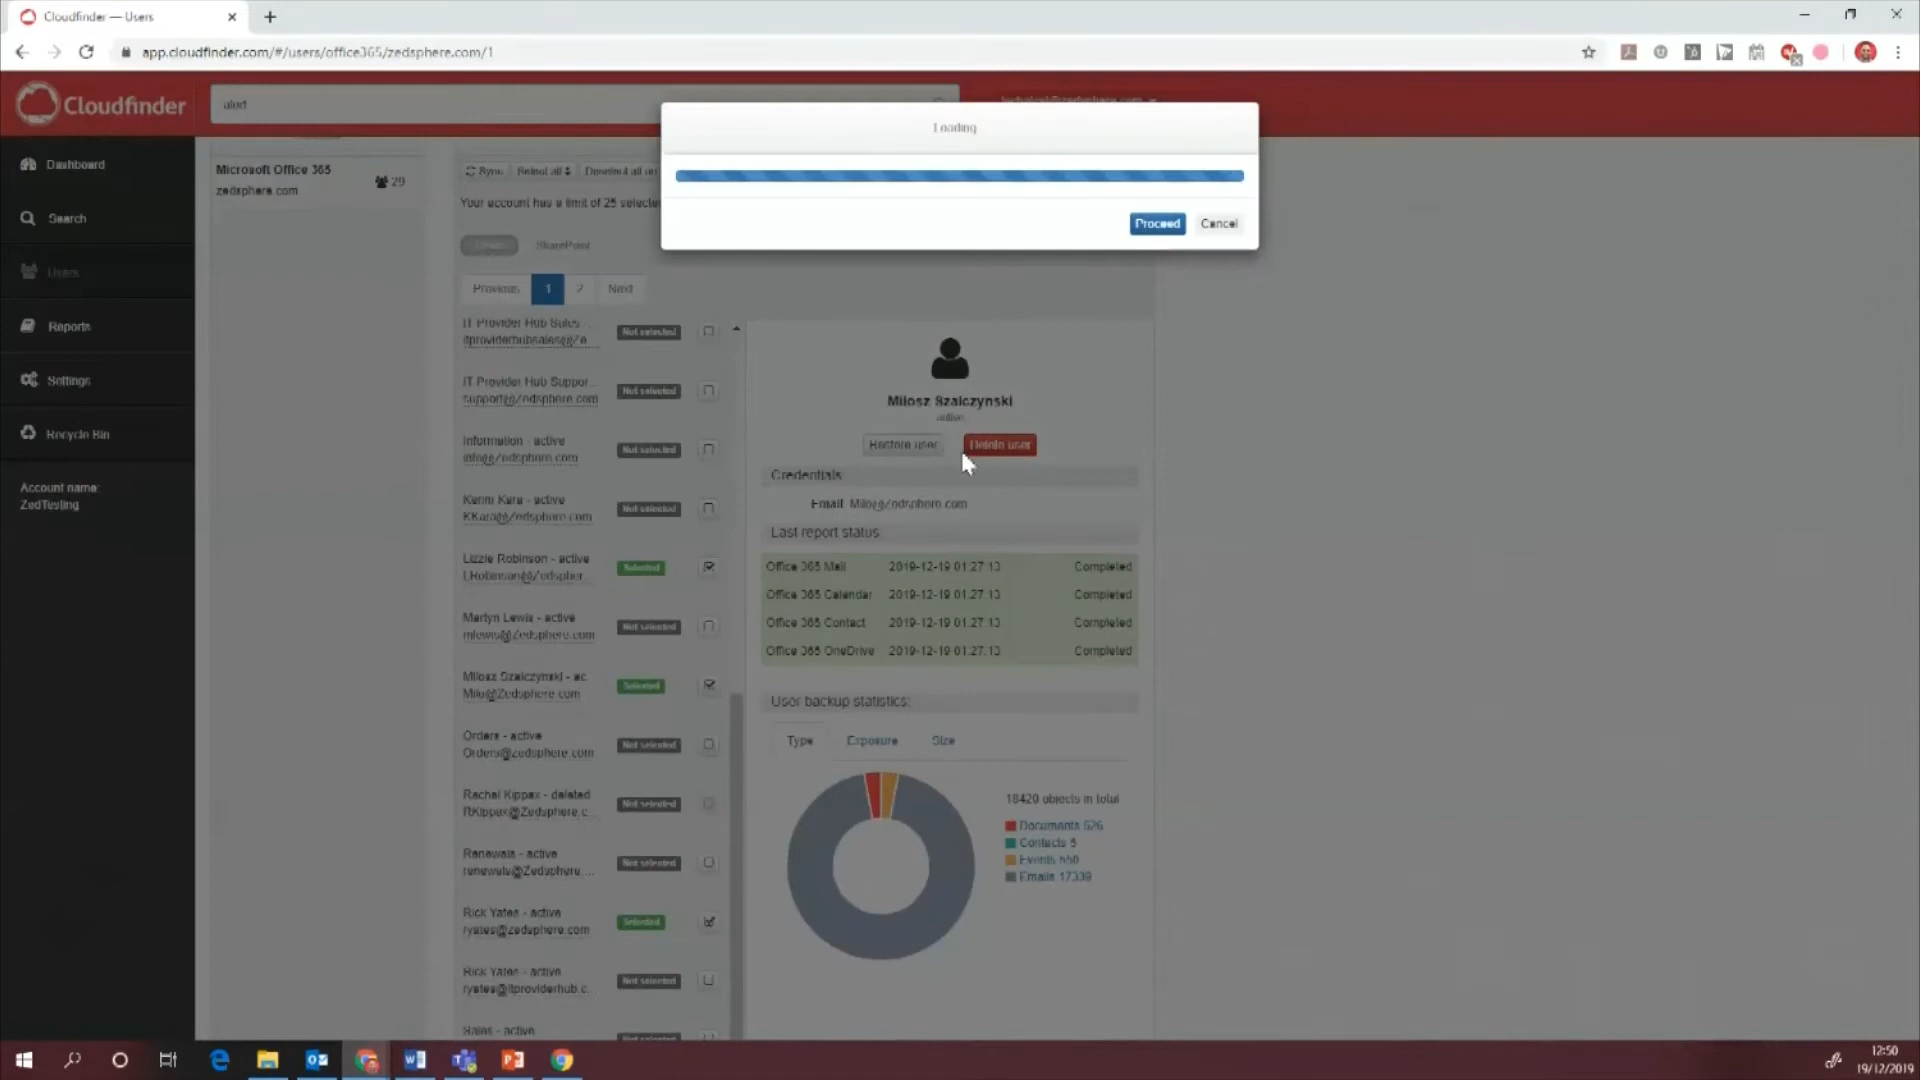 Cloudfinder — Users
app.cloudfinder.com/#/users/office365/zedsphere.com/1
Cloudfinder
alert
Loading
Proceed Cancel
Dashboard
Search
Users
Reports
Settings
Recycle Bin
Account name:
ZedTesting
Microsoft Office 365
zedsphere.com
29
Sync Select all Deselect all
Your account has a limit of 25
SharePoint
Previous 1 2 Next
IT Provider Hub Sales ...
itproviderhubsales@Ze...
Not selected
IT Provider Hub Suppor...
support@Zedsphere.com
Not selected
Information - active
info@Zedsphere.com
Not selected
Karim Kara - active
KKara@Zedsphere.com
Not selected
Lizzie Robinson - active
LRobinson@Zedspher...
Selected
Martyn Lewis - active
mlewis@Zedsphere.com
Not selected
Milosz Szalczynski - ac...
Milo@Zedsphere.com
Selected
Orders - active
Orders@zedsphere.com
Not selected
Rachel Kippax - deleted
RKippax@Zedsphere.c...
Not selected
Renewals - active
renewals@Zedsphere....
Not selected
Rick Yates - active
ryates@zedsphere.com
Selected
Rick Yates - active
ryates@itproviderhub.c...
Not selected
Sales - active
Milosz Szalczynski
active
Restore user Delete user
Credentials
Email Milo@Zedsphere.com
Last report status
Office 365 Mail 2019-12-19 01:27:13 Completed
Office 365 Calendar 2019-12-19 01:27:13 Completed
Office 365 Contact 2019-12-19 01:27:13 Completed
Office 365 OneDrive 2019-12-19 01:27:13 Completed
User backup statistics:
Type Exposure Size
18420 objects in total
Documents 526
Contacts 5
Events 550
Emails 17339
12:50
19/12/2019